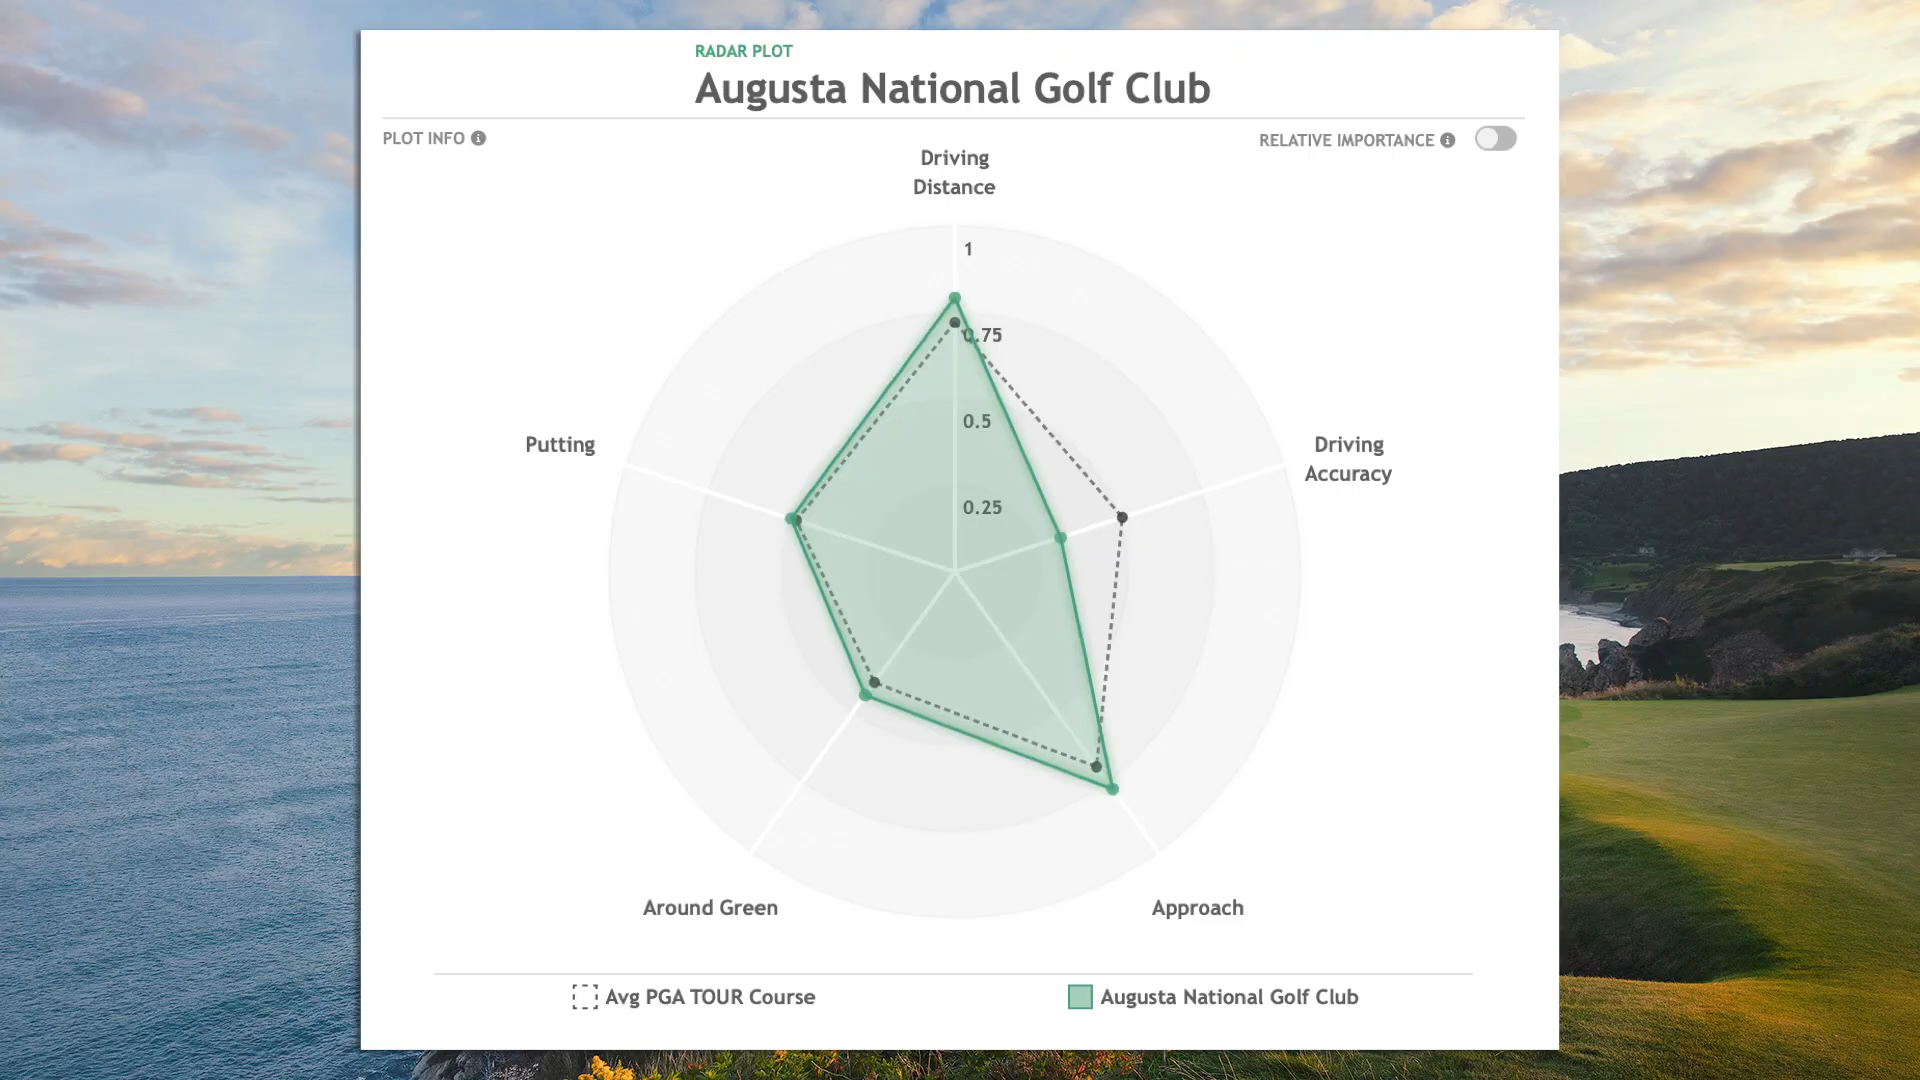 RADAR PLOT
Augusta National Golf Club
PLOT INFO
RELATIVE IMPORTANCE
Driving
Distance
1
0.75
0.5
0.25
Putting
Driving
Accuracy
Around Green
Approach
Avg PGA TOUR Course
Augusta National Golf Club